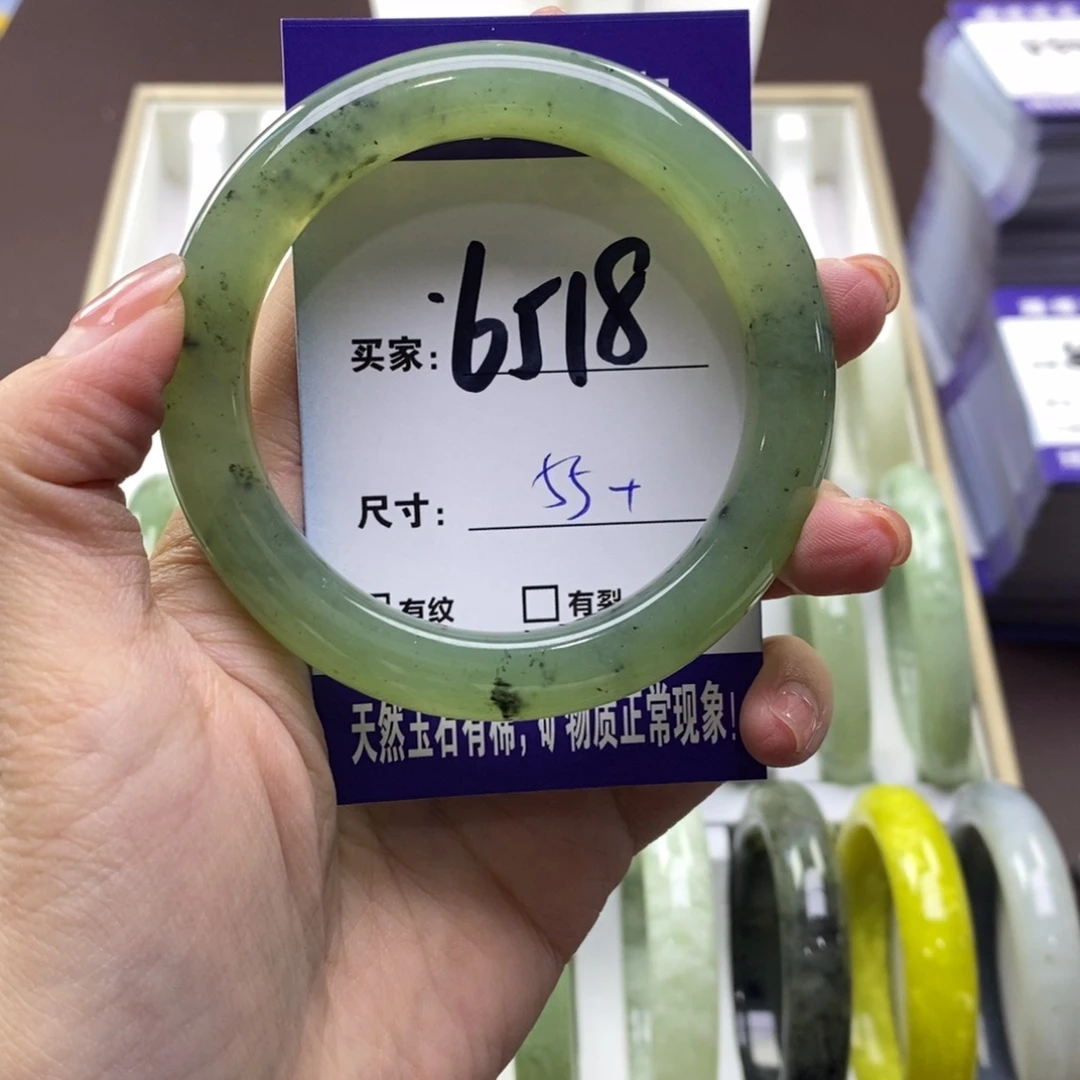 买家: 6518
尺寸: 55+
有纹 □有裂
天然玉石有棉,矿物质正常现象!